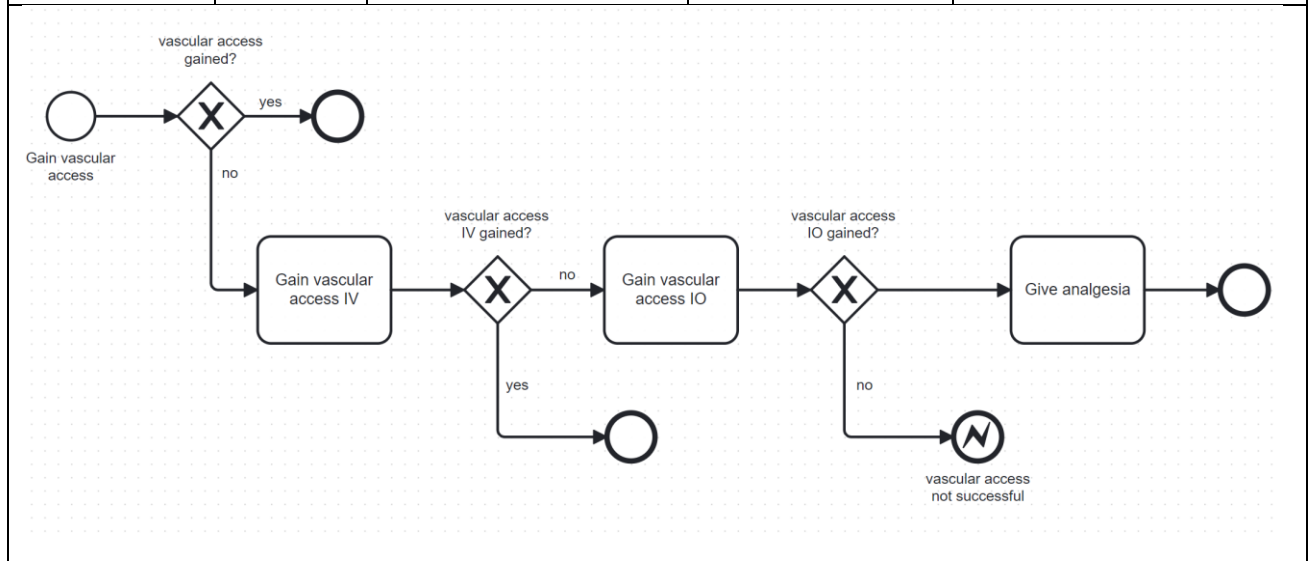 vascular access
gained?
yes
Gain vascular
access
no
vascular access
IV gained?
vascular access
IO gained?
Gain vascular
access IV
no
Gain vascular
access IO
Give analgesia
yes
no
vascular access
not successful